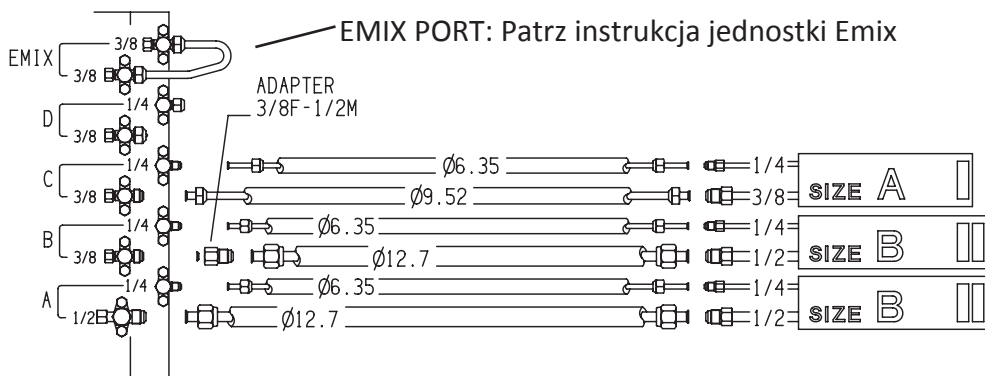 EMIX PORT: Patrz instrukcja jednostki Emix
EMIX
3/8
3/8
ADAPTER
3/8F-1/2M
D
1/4
3/8
C
1/4
3/8
Ø6.35
1/4
Ø9.52
3/8
SIZE A I
B
1/4
3/8
Ø6.35
1/4
Ø12.7
1/2
SIZE B II
A
1/4
1/2
Ø6.35
1/4
Ø12.7
1/2
SIZE B II